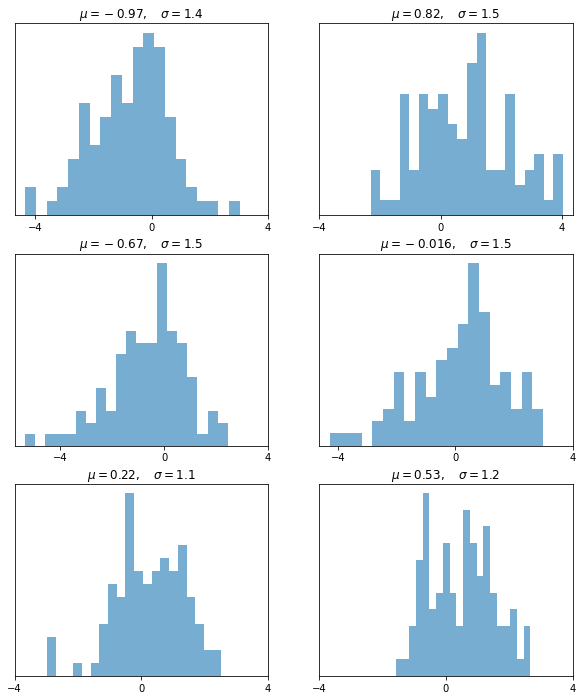 μ = −0.97, σ = 1.4
−4 0 4
μ = 0.82, σ = 1.5
−4 0 4
μ = −0.67, σ = 1.5
−4 0 4
μ = −0.016, σ = 1.5
−4 0 4
μ = 0.22, σ = 1.1
−4 0 4
μ = 0.53, σ = 1.2
−4 0 4